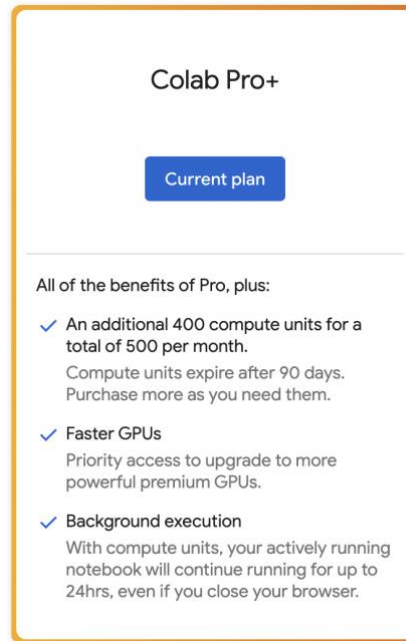 Colab Pro+
Current plan
All of the benefits of Pro, plus:
An additional 400 compute units for a
total of 500 per month.
Compute units expire after 90 days.
Purchase more as you need them.
Faster GPUs
Priority access to upgrade to more
powerful premium GPUs.
Background execution
With compute units, your actively running
notebook will continue running for up to
24hrs, even if you close your browser.